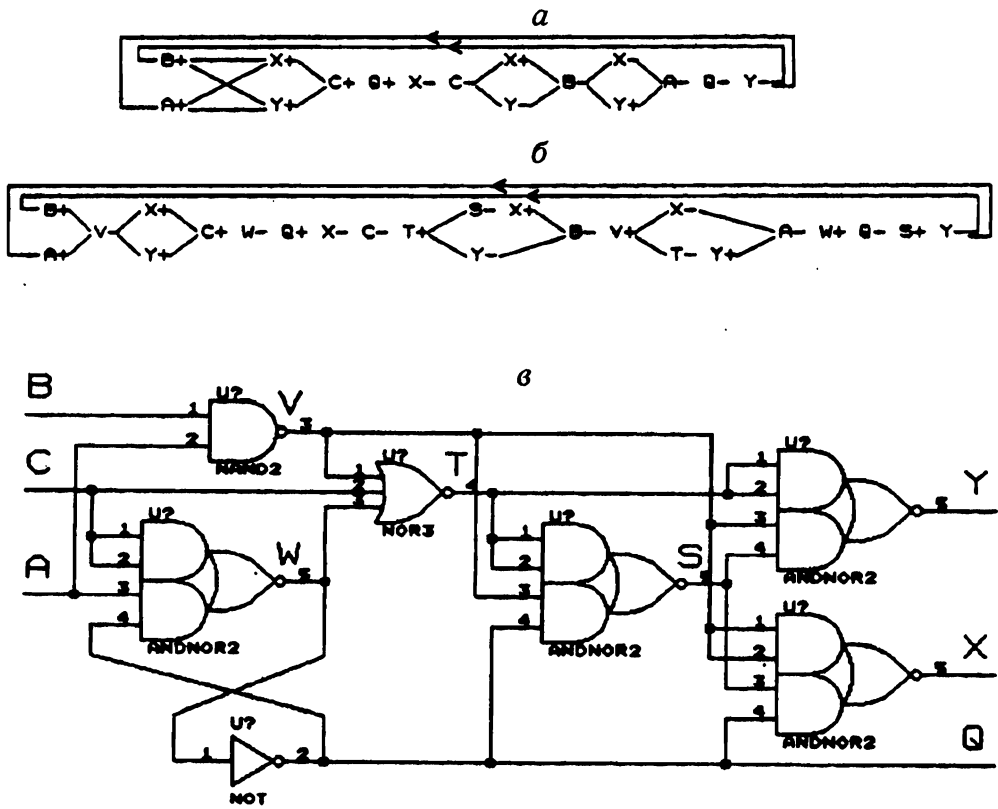 а
B+ X+ X+ X-
C+ Q+ X- C- B- A- Q- Y-
A+ Y+ Y- Y+
б
B+ X+ S- X+ X-
V- C+ W- Q+ X- C- T+ B- V+ A- W+ Q- S+ Y-
A+ Y+ Y- T- Y+
в
B U? V
1 3
2
NAND2
U?
C U? T 1 Y
1 4 2 5
2 3
3 4
NOR3
ANDNOR2
U? U?
1 1
2 2
A 3 W 5 3 S 5
4 4
ANDNOR2 ANDNOR2
U?
1 X
2 5
3
4
ANDNOR2
U?
1 2 Q
NOT